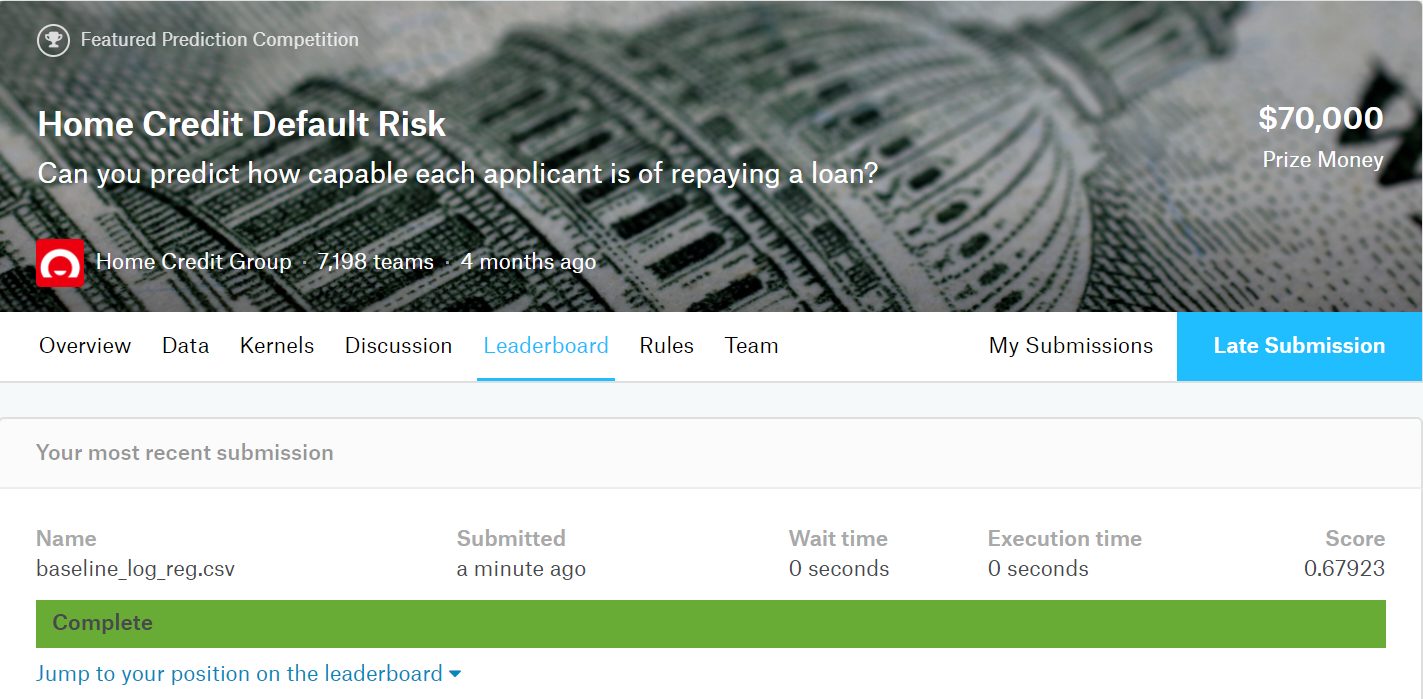 Featured Prediction Competition
Home Credit Default Risk
$70,000
Can you predict how capable each applicant is of repaying a loan?
Prize Money
Home Credit Group · 7,198 teams · 4 months ago
Overview Data Kernels Discussion Leaderboard Rules Team My Submissions Late Submission
Your most recent submission
Name Submitted Wait time Execution time Score
baseline_log_reg.csv a minute ago 0 seconds 0 seconds 0.67923
Complete
Jump to your position on the leaderboard